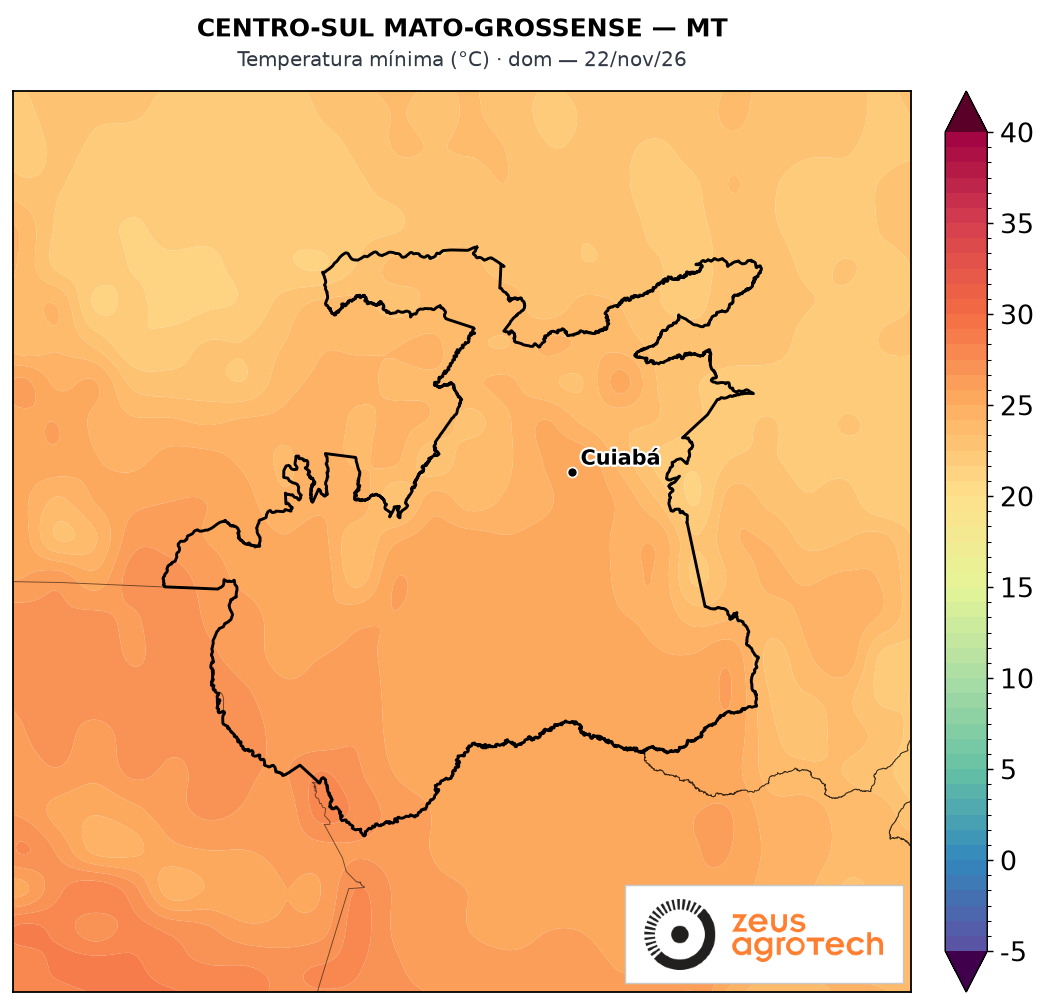 CENTRO-SUL MATO-GROSSENSE — MT
Temperatura mínima (°C) · dom — 22/nov/26
40
35
30
25
20
15
10
5
0
-5
Cuiabá
zeus
agrotech